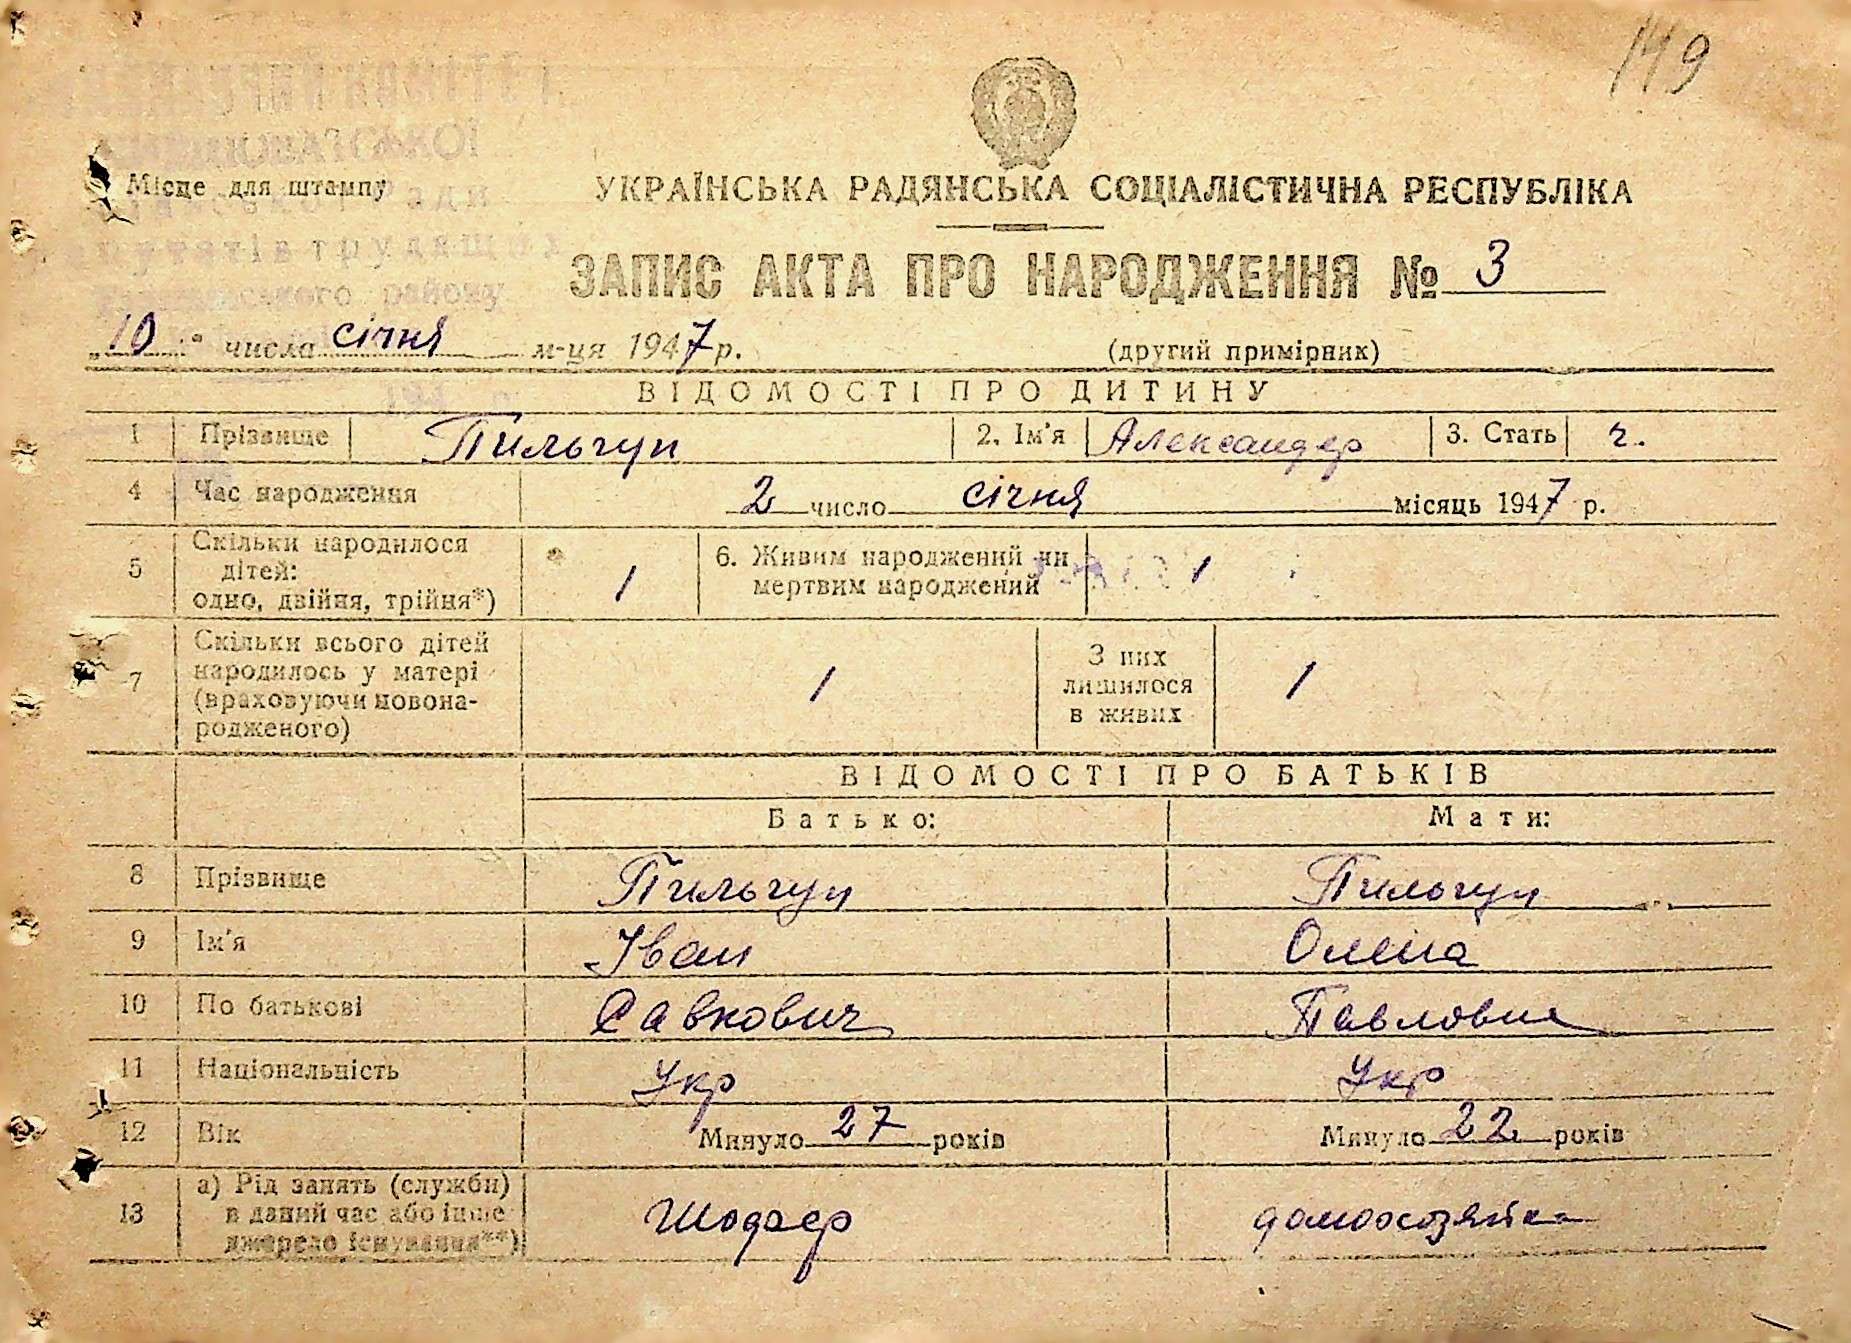 149
КОМІТЕТ
Місце для штампу
трудящих
району
УКРАЇНСЬКА РАДЯНСЬКА СОЦІАЛІСТИЧНА РЕСПУБЛІКА
ЗАПИС АКТА ПРО НАРОДЖЕННЯ № 3
„10" числа січня м-ця 1947 р.
(другий примірник)
ВІДОМОСТІ ПРО ДИТИНУ
1 Прізвище Пильгун 2. Ім'я Александер 3. Стать ч.
4 Час народження 2 число січня місяць 1947 р.
5 Скільки народилося дітей: одно, двійня, трійня*) 1 6. Живим народжений чи мертвим народжений 1
7 Скільки всього дітей народилось у матері (враховуючи новонародженого) 1 З них лишилося в живих 1
ВІДОМОСТІ ПРО БАТЬКІВ
Батько: Мати:
8 Прізвище Пильгун Пильгун
9 Ім'я Іван Олена
10 По батькові Савкович Павловна
11 Національність Укр Укр
12 Вік Минуло 27 років Минуло 22 років
13 а) Рід занять (служби) в даний час або інше джерело існування**) Шофер домохозяйка